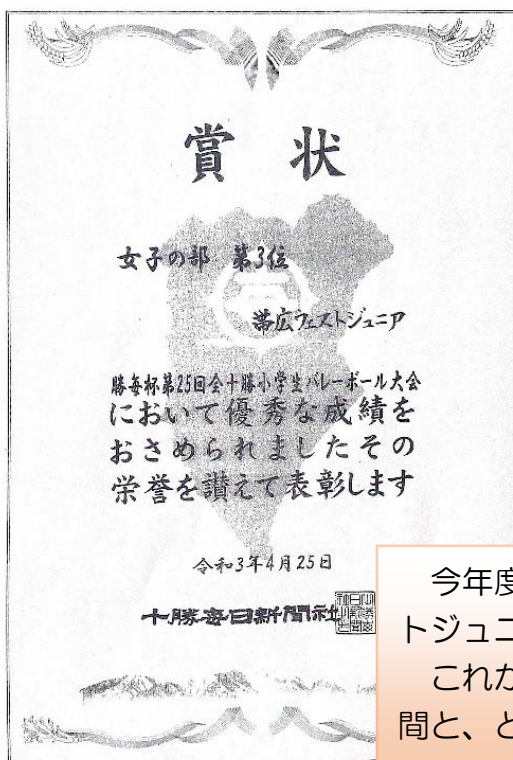 賞 状
女子の部 第3位
帯広フェストジュニア
勝毎杯第25回全十勝小学生バレーボール大会
において優秀な成績を
おさめられましたその
栄誉を讃えて表彰します
令和3年4月25日
十勝毎日新聞社
今年度
トジュニ
これか
間と、と